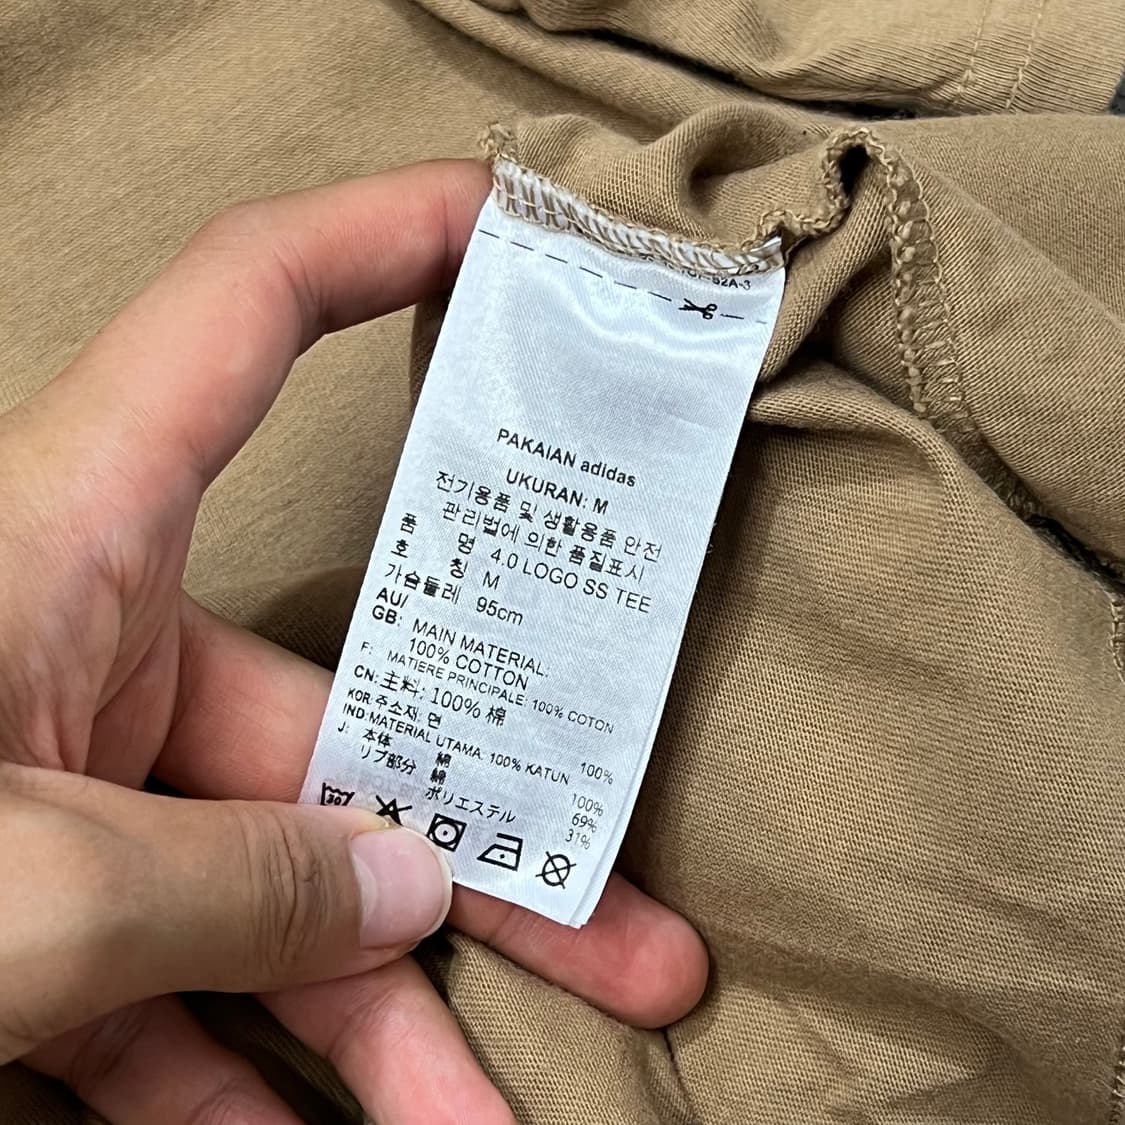 B2A-3
PAKAIAN adidas
UKURAN: M
전기용품 및 생활용품 안전
관리법에 의한 품질표시
품 명 4.0 LOGO SS TEE
호 칭 M
가슴둘레 95cm
AU/
GB: MAIN MATERIAL:
100% COTTON
F: MATIERE PRINCIPALE: 100% COTON
CN: 主料: 100% 棉
KOR: 주소재: 면 100%
IND: MATERIAL UTAMA: 100% KATUN
J: 本体 綿 100%
リブ部分 綿 69%
ポリエステル 31%
30